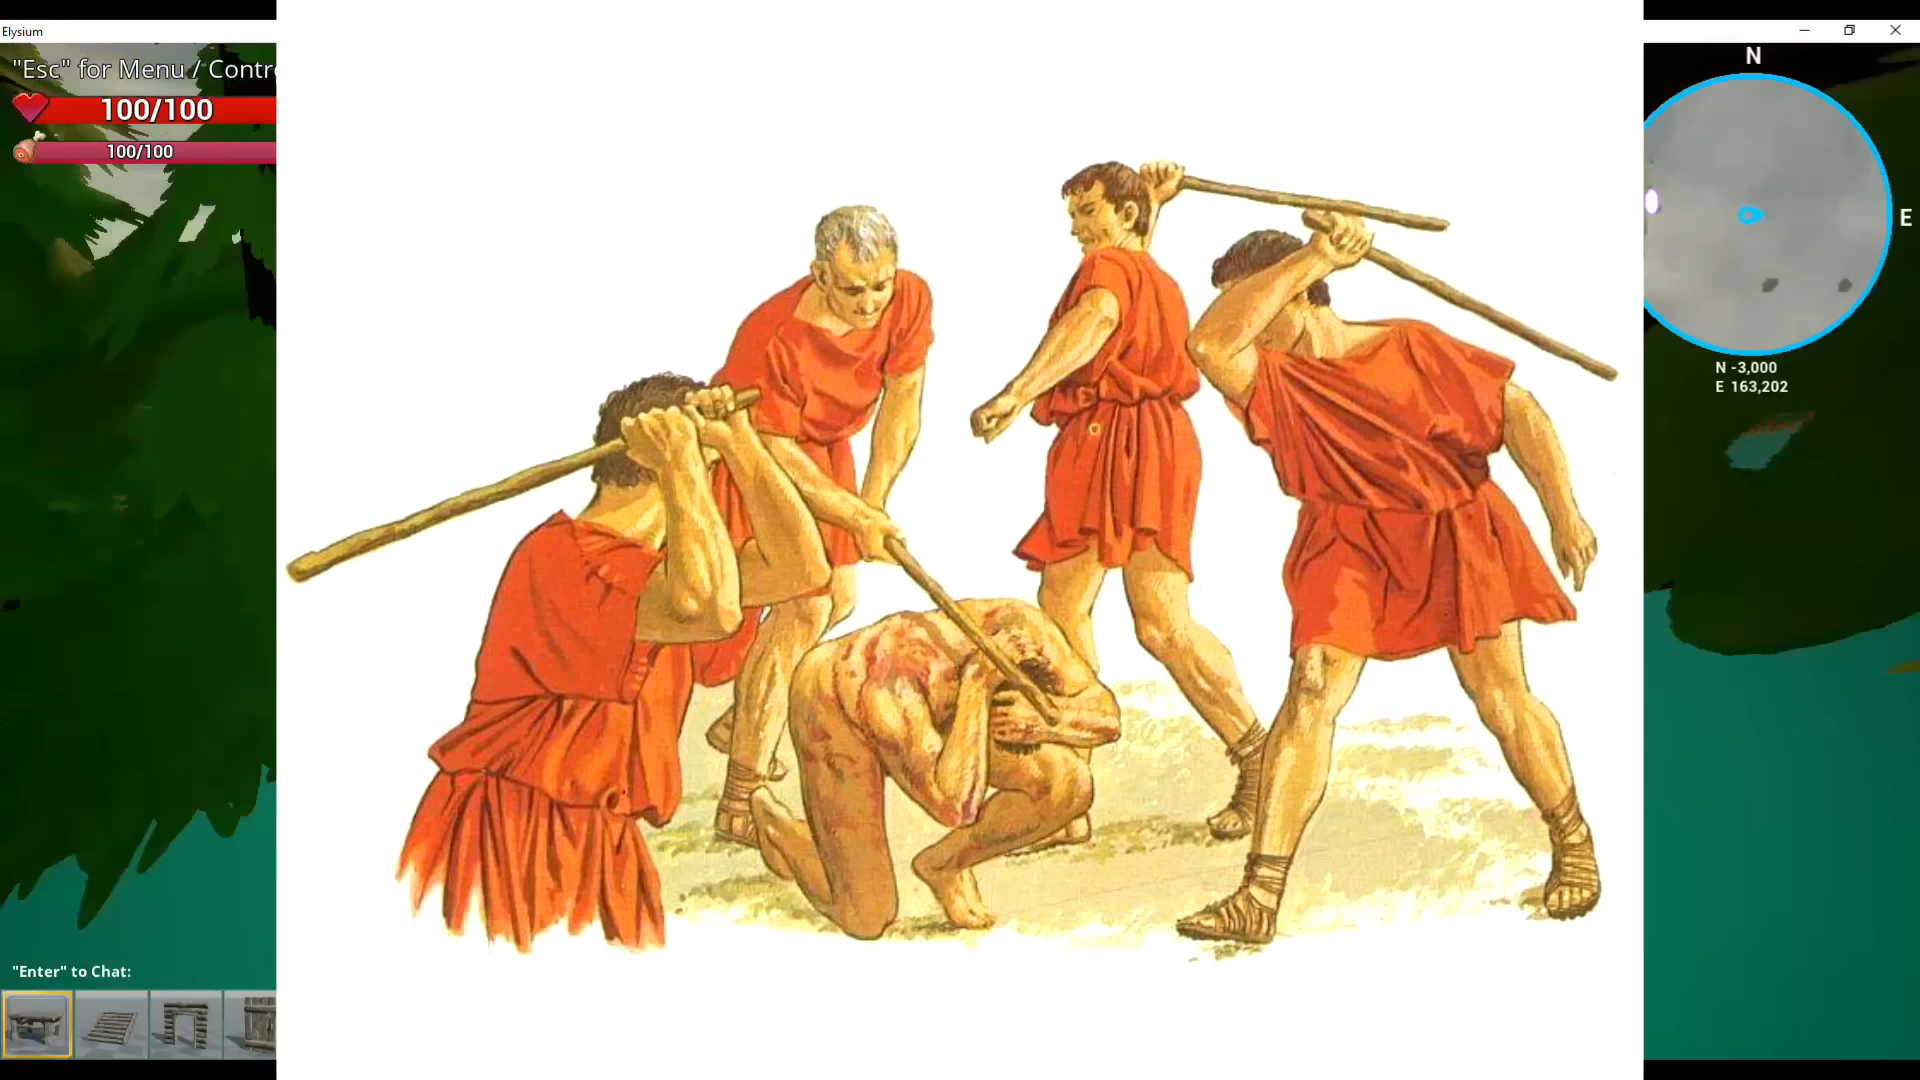 Elysium
"Esc" for Menu / Contr
100/100
100/100
N
E
N -3,000
E 163,202
"Enter" to Chat: